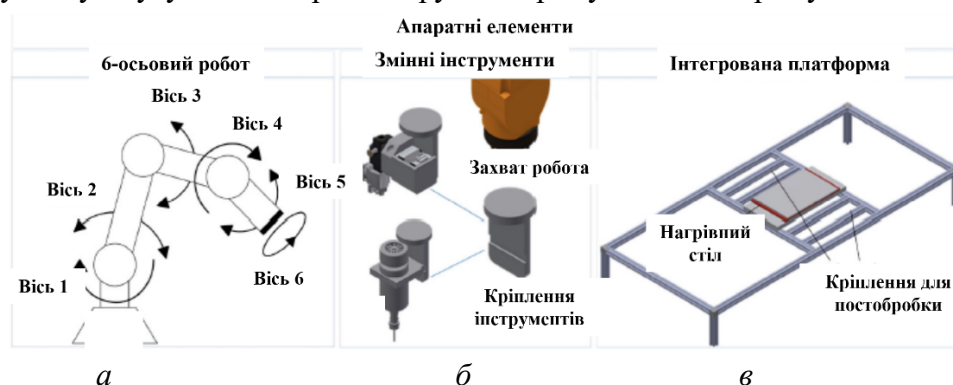 Апаратні елементи
6-осьовий робот
Змінні інструменти
Інтегрована платформа
Вісь 3
Вісь 4
Вісь 2
Вісь 5
Вісь 1
Вісь 6
Захват робота
Кріплення
інструментів
Нагрівний
стіл
Кріплення для
постобробки
а
б
в